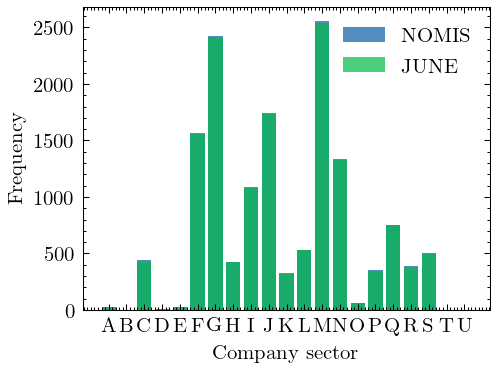 NOMIS
JUNE
2500
2000
1500
1000
500
0
Frequency
A B C D E F G H I J K L M N O P Q R S T U
Company sector